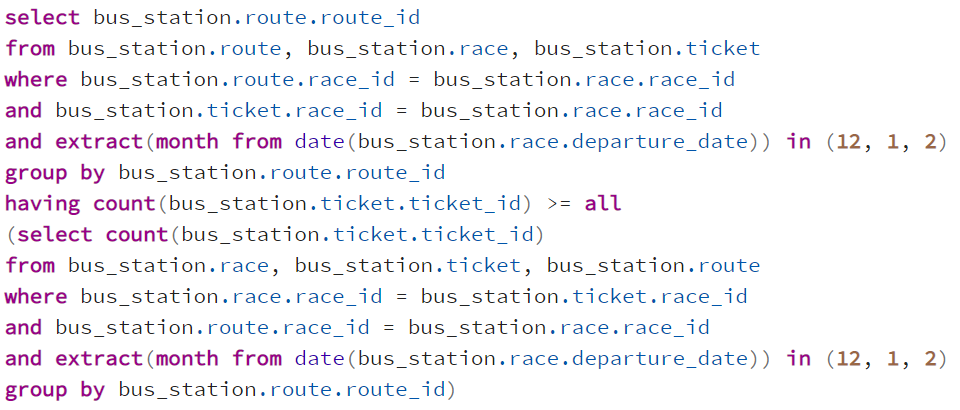 select bus_station.route.route_id
from bus_station.route, bus_station.race, bus_station.ticket
where bus_station.route.race_id = bus_station.race.race_id
and bus_station.ticket.race_id = bus_station.race.race_id
and extract(month from date(bus_station.race.departure_date)) in (12, 1, 2)
group by bus_station.route.route_id
having count(bus_station.ticket.ticket_id) >= all
(select count(bus_station.ticket.ticket_id)
from bus_station.race, bus_station.ticket, bus_station.route
where bus_station.race.race_id = bus_station.ticket.race_id
and bus_station.route.race_id = bus_station.race.race_id
and extract(month from date(bus_station.race.departure_date)) in (12, 1, 2)
group by bus_station.route.route_id)